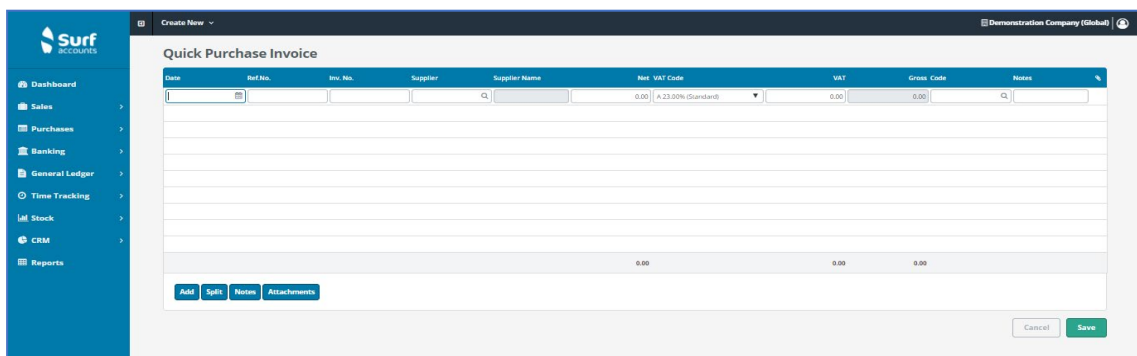 Surf
accounts
Create New
Demonstration Company (Global)
Quick Purchase Invoice
Dashboard
Sales
Purchases
Banking
General Ledger
Time Tracking
Stock
CRM
Reports
Date Ref.No. Inv. No. Supplier Supplier Name Net VAT Code VAT Gross Code Notes
0.00 A 23.00% (Standard) 0.00 0.00
0.00 0.00 0.00
Add Split Notes Attachments
Cancel Save